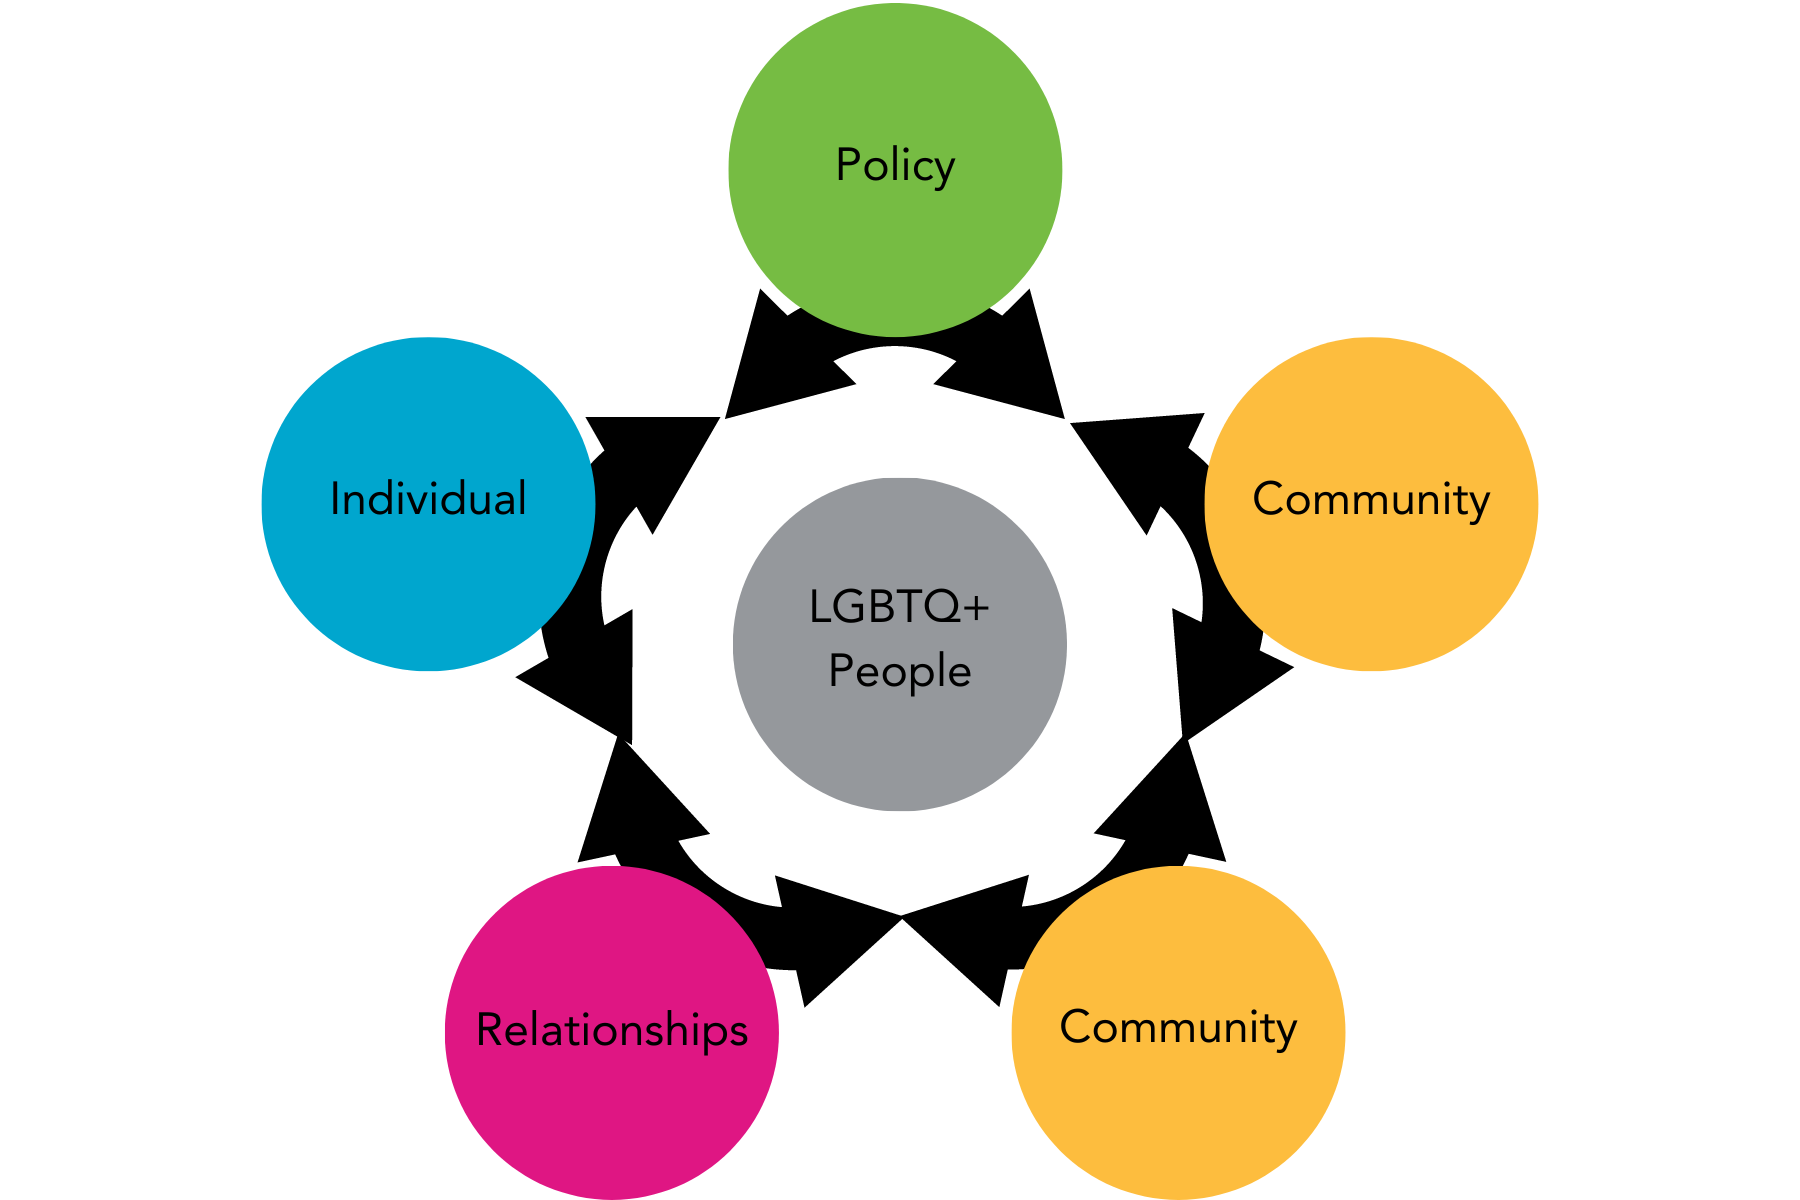 Policy
Individual
Community
LGBTQ+
People
Relationships
Community